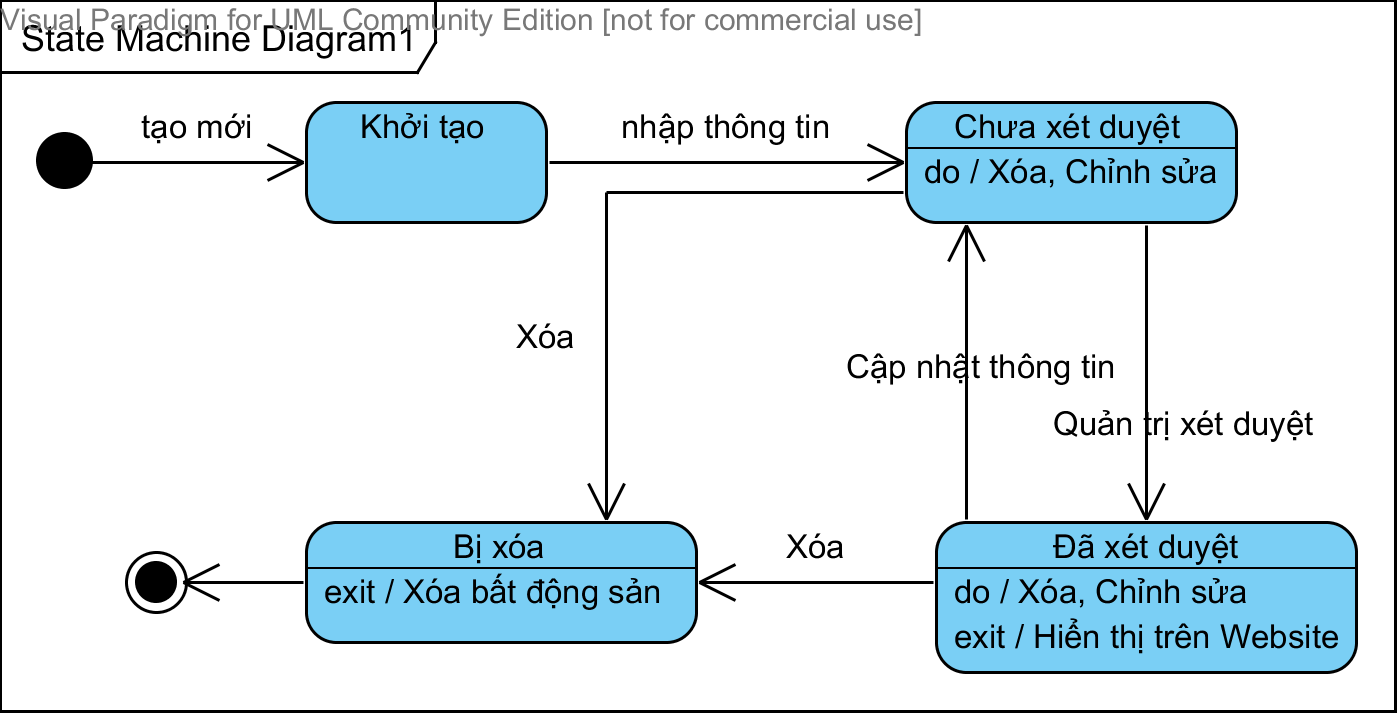 Visual Paradigm for UML Community Edition [not for commercial use]
State Machine Diagram1
tạo mới
Khởi tạo
nhập thông tin
Chưa xét duyệt
do / Xóa, Chỉnh sửa
Xóa
Cập nhật thông tin
Quản trị xét duyệt
Bị xóa
exit / Xóa bất động sản
Xóa
Đã xét duyệt
do / Xóa, Chỉnh sửa
exit / Hiển thị trên Website